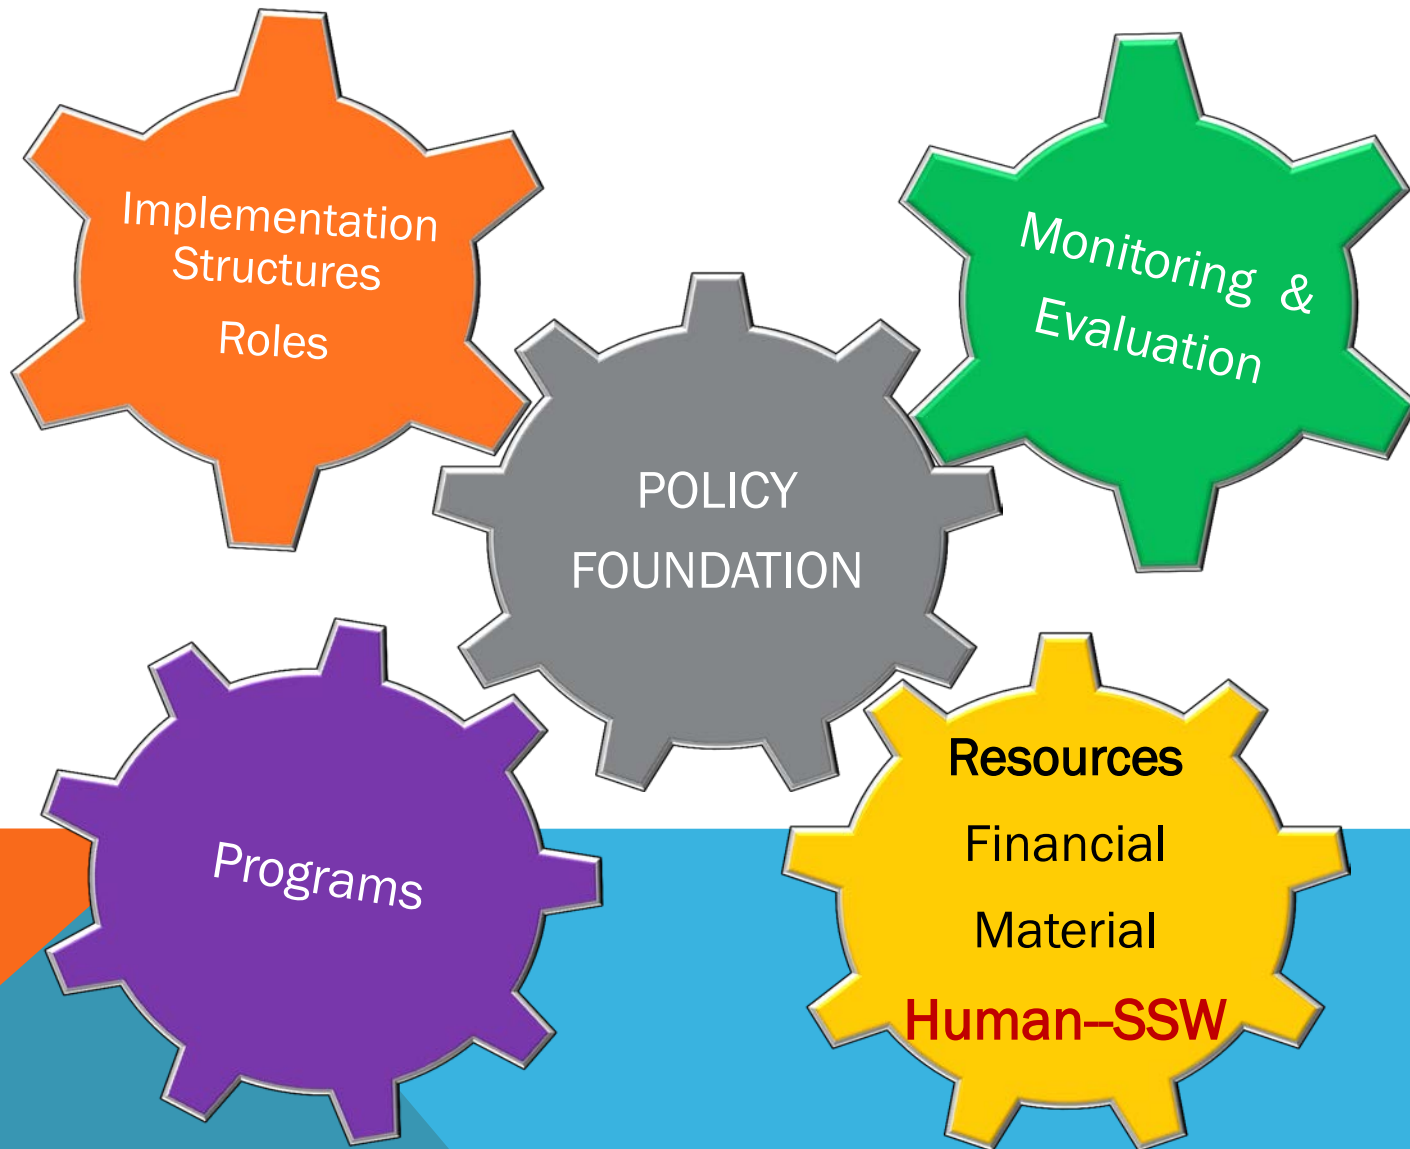 Implementation
Structures
Roles
Monitoring & 
Evaluation
POLICY
FOUNDATION
Programs
Resources
Financial
Material
Human--SSW